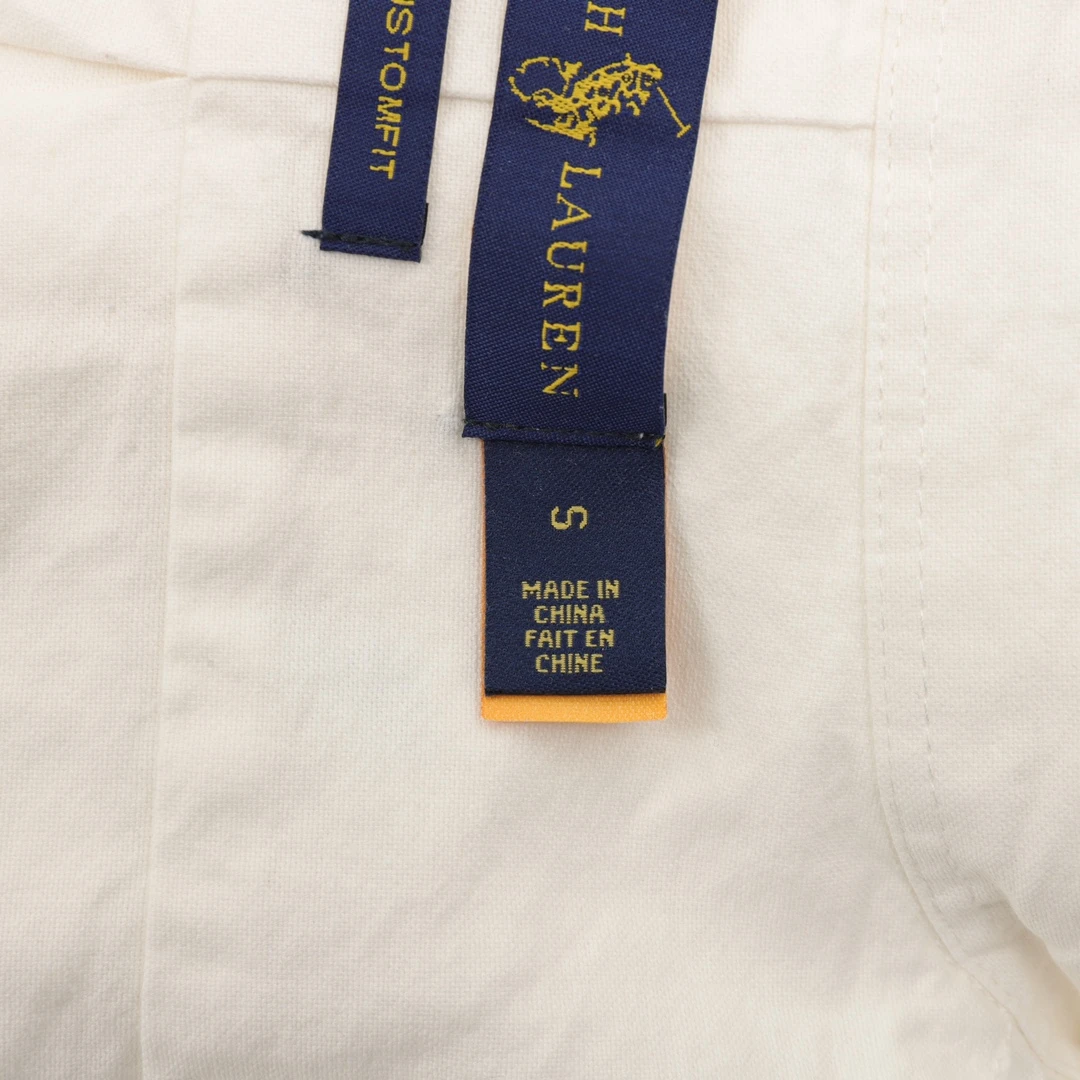 USTOMFIT
H LAUREN
S
MADE IN
CHINA
FAIT EN
CHINE